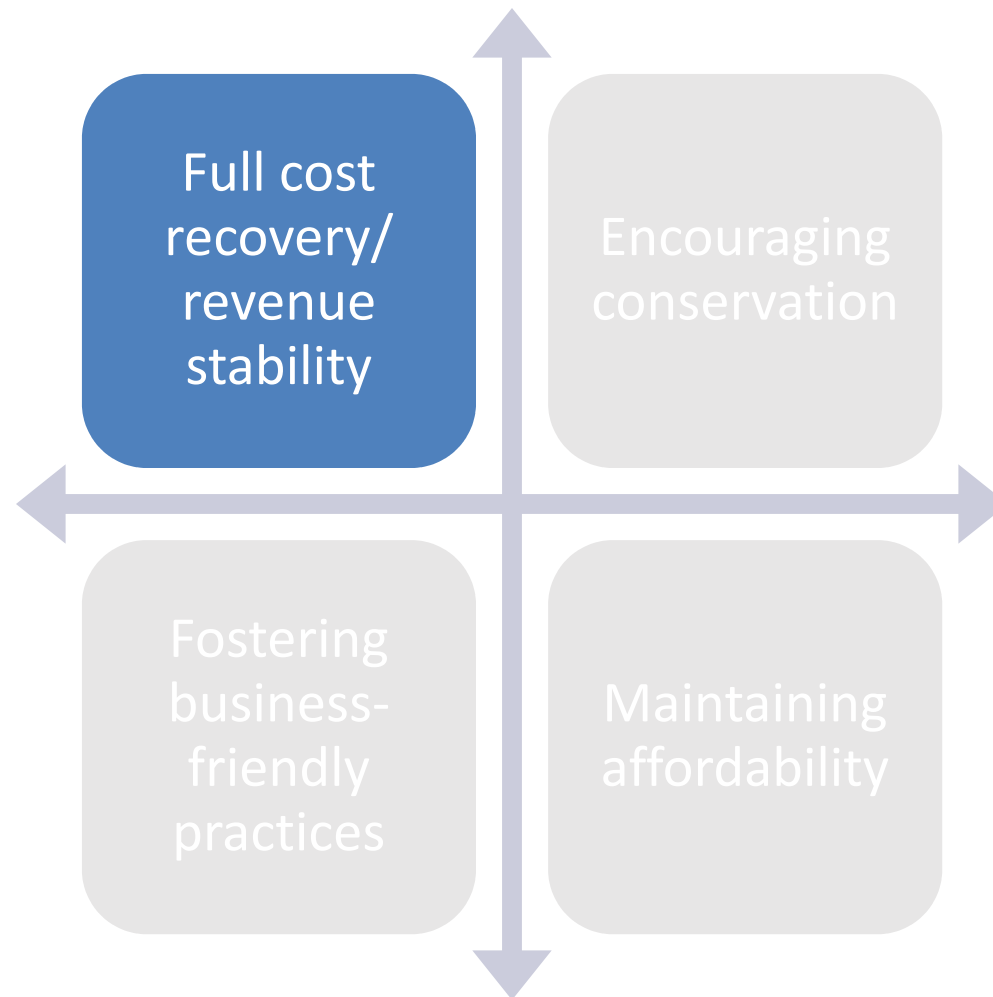 Full cost
recovery/
revenue
stability
Encouraging
conservation
Fostering
business-
friendly
practices
Maintaining
affordability